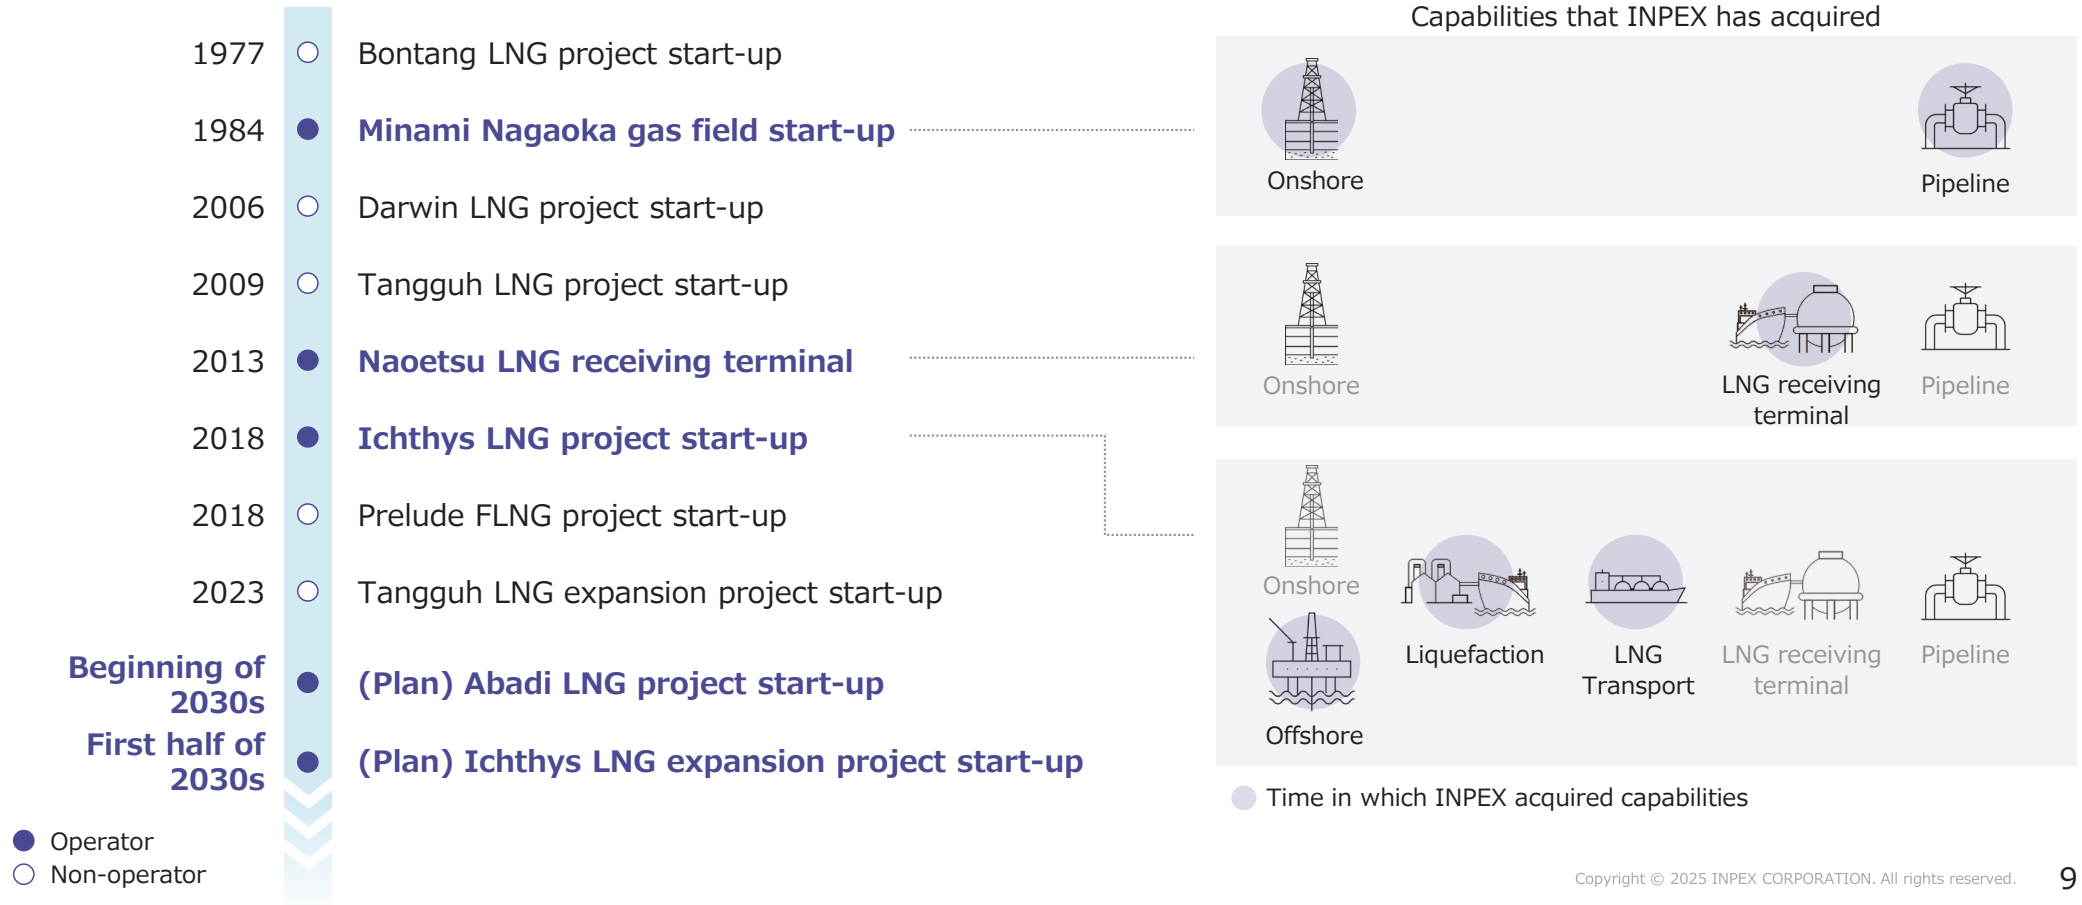 Capabilities that INPEX has acquired
1977 Bontang LNG project start-up
1984 Minami Nagaoka gas field start-up
2006 Darwin LNG project start-up
2009 Tangguh LNG project start-up
2013 Naoetsu LNG receiving terminal
2018 Ichthys LNG project start-up
2018 Prelude FLNG project start-up
2023 Tangguh LNG expansion project start-up
Beginning of
2030s
(Plan) Abadi LNG project start-up
First half of
2030s
(Plan) Ichthys LNG expansion project start-up
Operator
Non-operator
Onshore
Pipeline
Onshore
LNG receiving
terminal
Pipeline
Onshore
Offshore
Liquefaction
LNG
Transport
LNG receiving
terminal
Pipeline
Time in which INPEX acquired capabilities
Copyright © 2025 INPEX CORPORATION. All rights reserved.
9